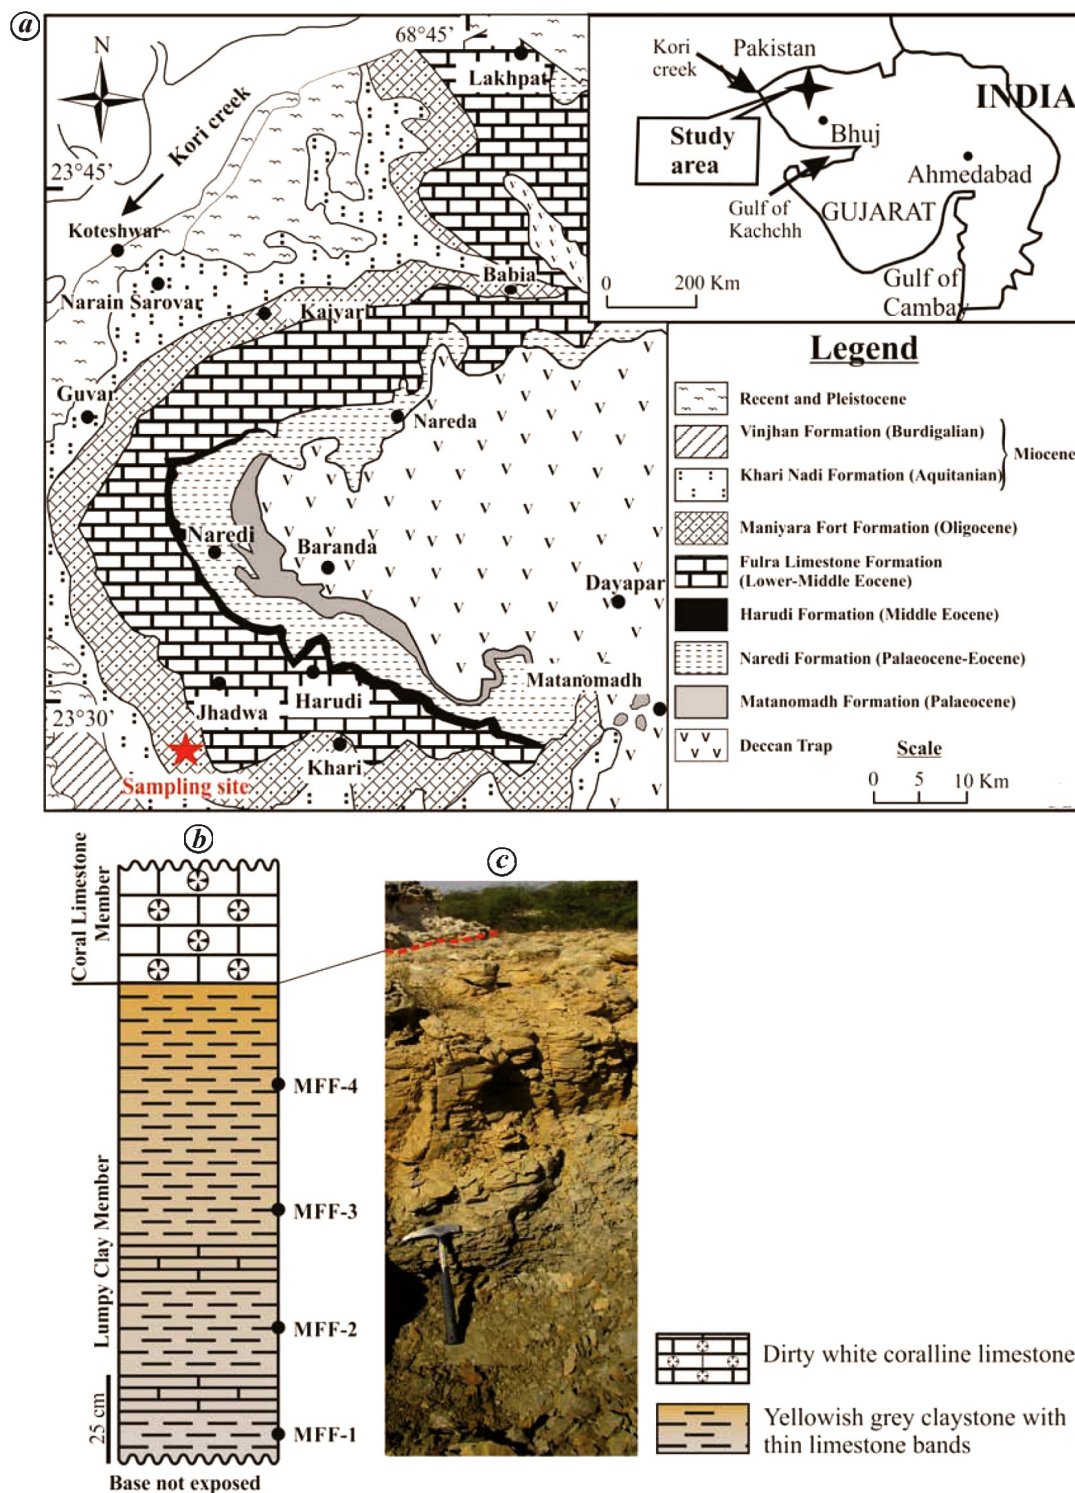 a
N
68°45'
Lakhpat
Kori creek
23°45'
Koteshwar
Narain Sarovar
Babia
Kaiyari
Guvar
Nareda
Naredi
Baranda
Dayapar
Matanomadh
Harudi
Jhadwa
23°30'
Khari
Sampling site
Kori
creek
Pakistan
INDIA
Study
area
Bhuj
Ahmedabad
Gulf of
Kachchh
GUJARAT
Gulf of
Cambay
0 200 Km
Legend
Recent and Pleistocene
Vinjhan Formation (Burdigalian)
Miocene
Khari Nadi Formation (Aquitanian)
Maniyara Fort Formation (Oligocene)
Fulra Limestone Formation
(Lower-Middle Eocene)
Harudi Formation (Middle Eocene)
Naredi Formation (Palaeocene-Eocene)
Matanomadh Formation (Palaeocene)
Deccan Trap
Scale
0 5 10 Km
b
c
Coral Limestone
Member
Lumpy Clay Member
MFF-4
MFF-3
MFF-2
MFF-1
25 cm
Base not exposed
Dirty white coralline limestone
Yellowish grey claystone with
thin limestone bands